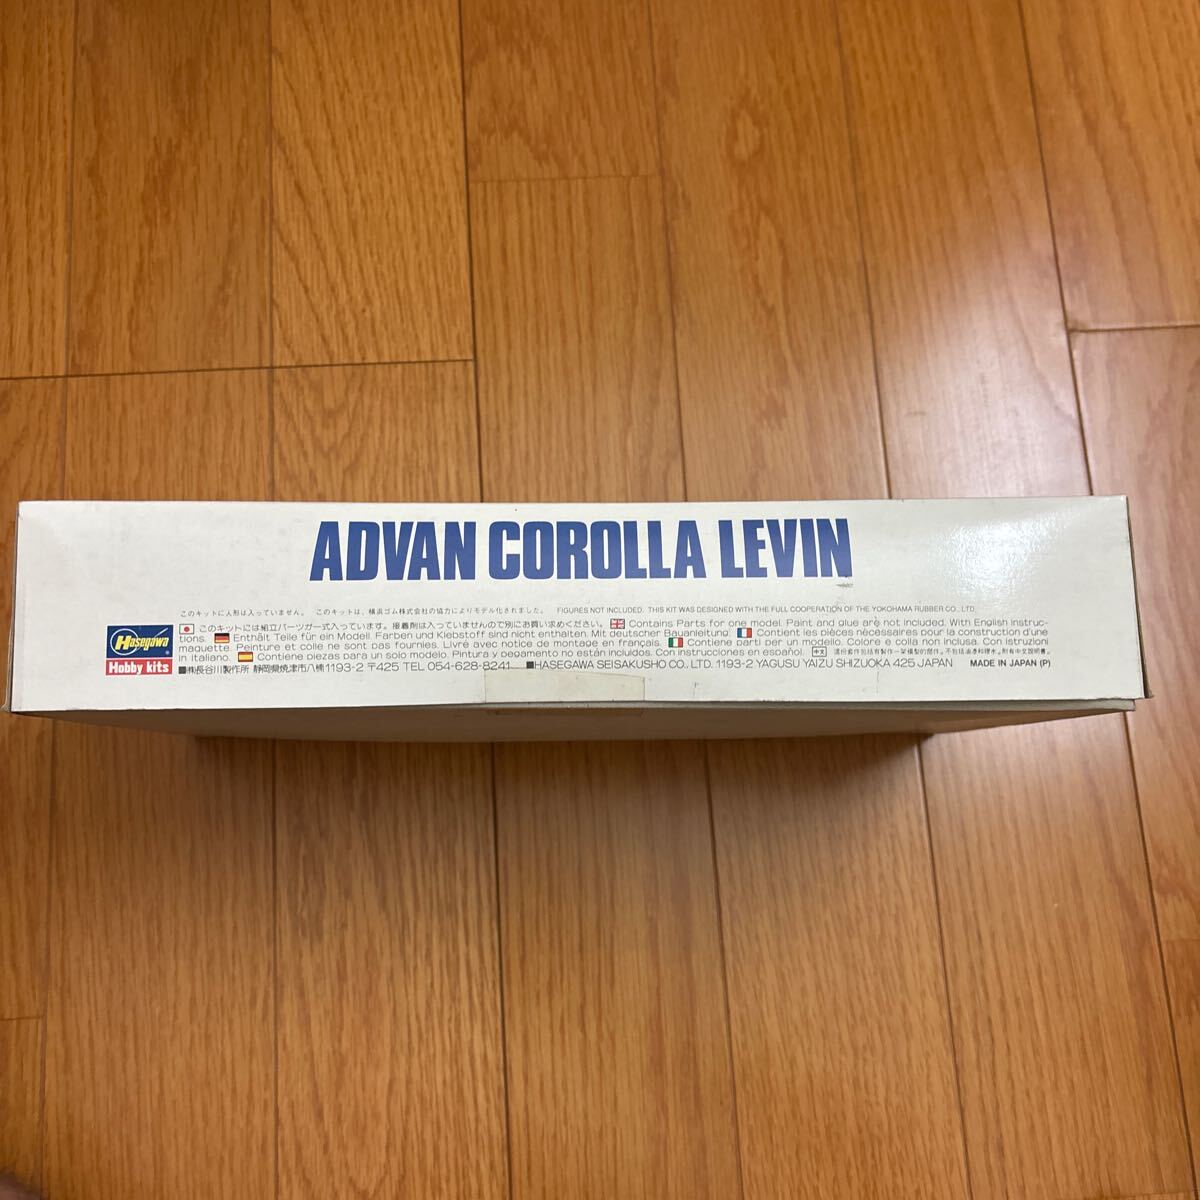 ADVAN COROLLA LEVIN
このキットに人形は入っていません。 このキットは、横浜ゴム株式会社の協力によりモデル化されました。 FIGURES NOT INCLUDED. THIS KIT WAS DESIGNED WITH THE FULL COOPERATION OF THE YOKOHAMA RUBBER CO., LTD.
Hasegawa
Hobby kits
このキットには組立パーツが一式入っています。接着剤は入っていませんので別にお買い求めください。 Contains Parts for one model. Paint and glue are not included. With English instruc-
tions. Enthält Teile für ein Modell. Farben und Klebstoff sind nicht enthalten. Mit deutscher Bauanleitung. Contient les pièces nécessaires pour la construction d'une
maquette. Peinture et colle ne sont pas fournies. Livré avec notice de montage en français. Contiene parti per un modello. Colore e colla non inclusa. Con istruzioni
in italiano. Contiene piezas para un solo modelo. Pintura y pegamento no están incluidos. Con instrucciones en español. 中文
■㈱長谷川製作所 静岡県焼津市八楠1193-2 〒425 TEL 054-628-8241 ■HASEGAWA SEISAKUSHO CO., LTD. 1193-2 YAGUSU YAIZU SHIZUOKA 425 JAPAN MADE IN JAPAN (P)